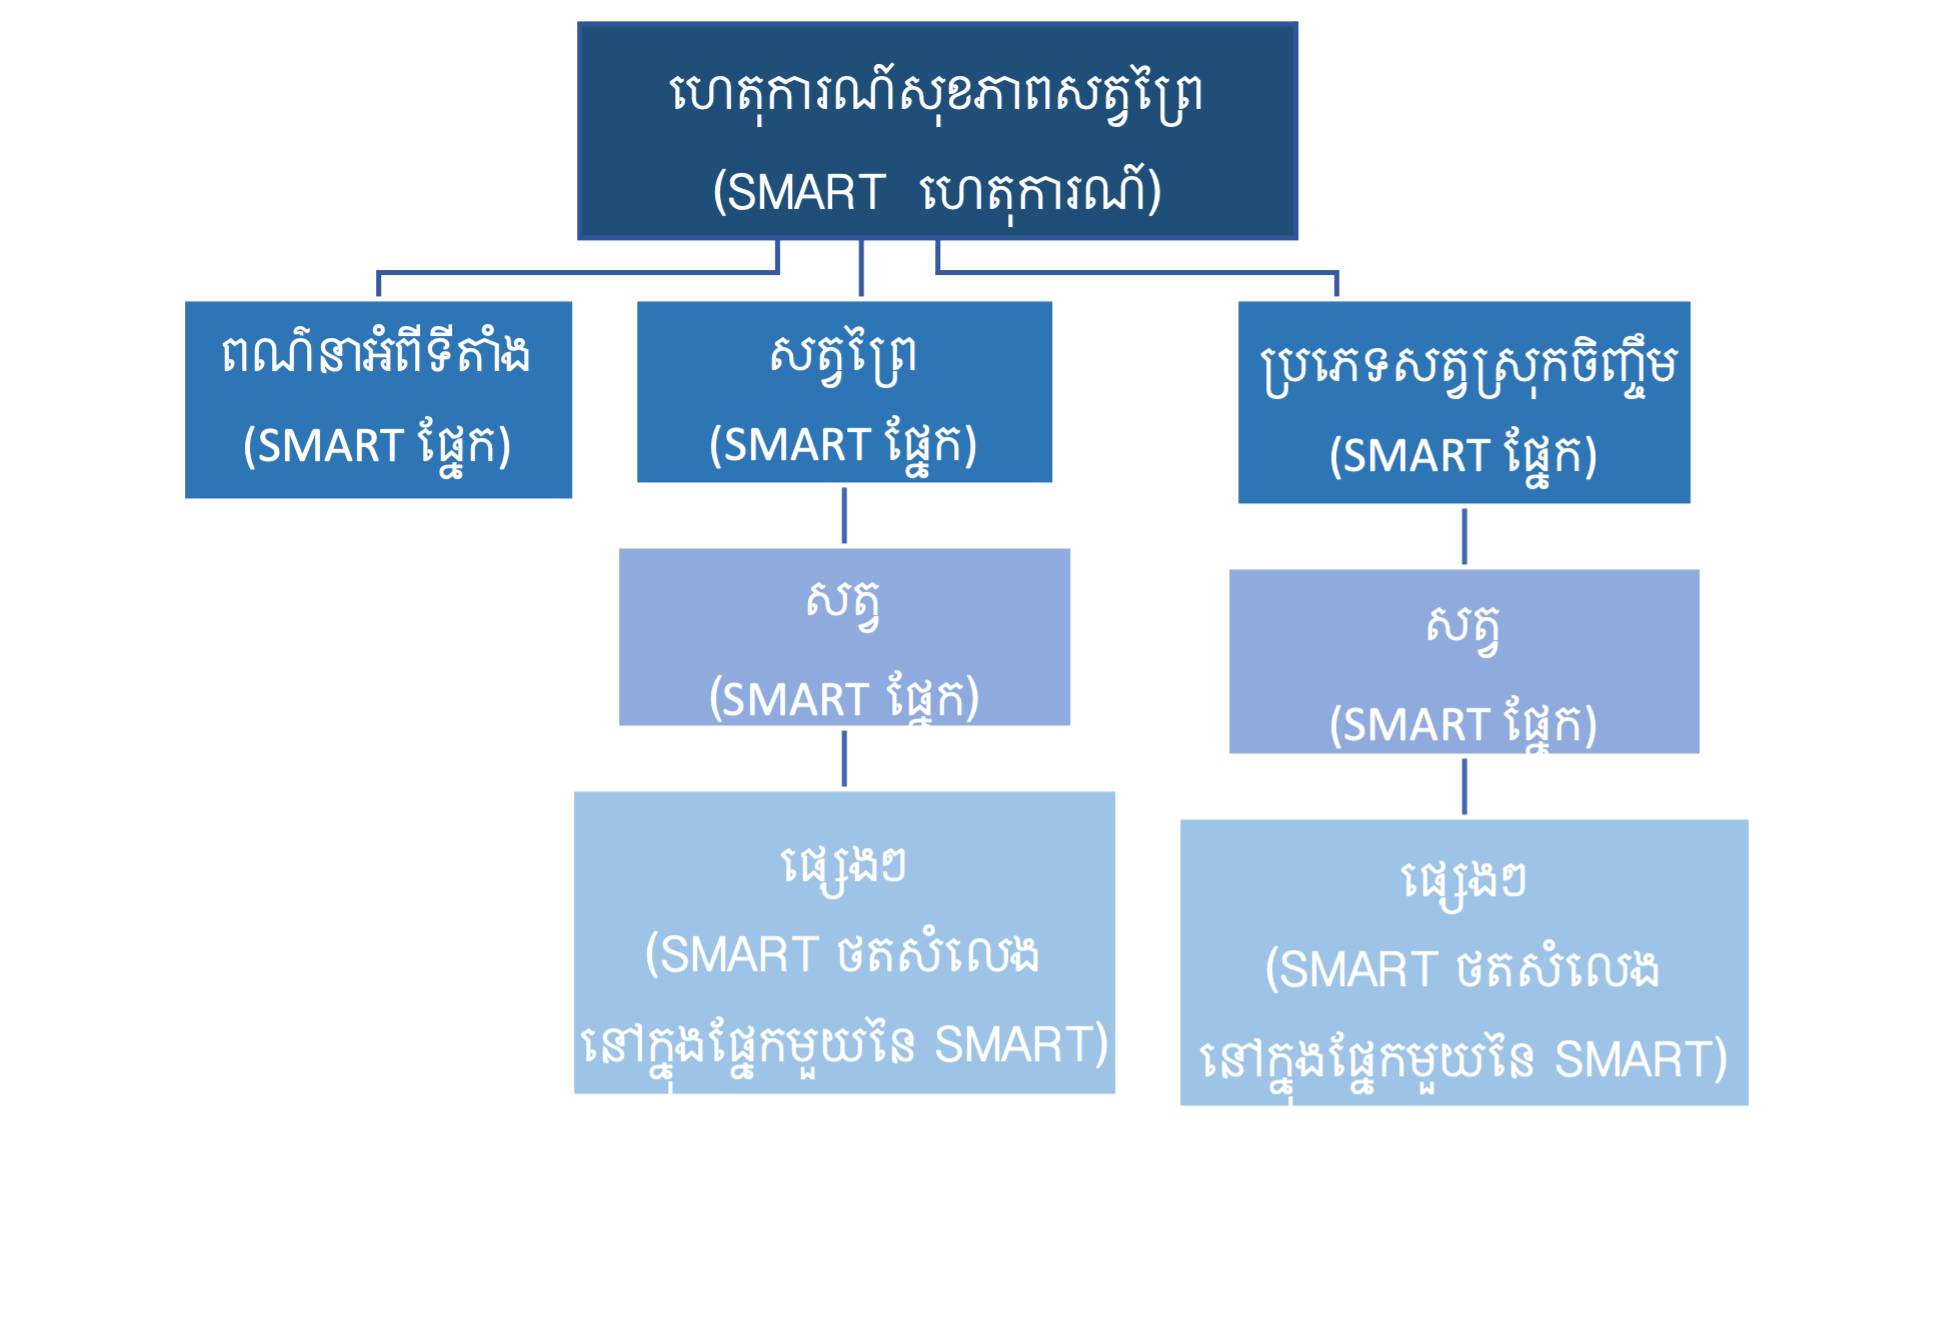 ហេតុការណ៍សុខភាពសត្វព្រៃ
(SMART ហេតុការណ៍)
ពណ៌នាអំពីទីតាំង
(SMART ផ្នែក)
សត្វព្រៃ
(SMART ផ្នែក)
ប្រភេទសត្វស្រុកចិញ្ចឹម
(SMART ផ្នែក)
សត្វ
(SMART ផ្នែក)
សត្វ
(SMART ផ្នែក)
ផ្សេងៗ
(SMART ថតសំលេង
នៅក្នុងផ្នែកមួយនៃ SMART)
ផ្សេងៗ
(SMART ថតសំលេង
នៅក្នុងផ្នែកមួយនៃ SMART)